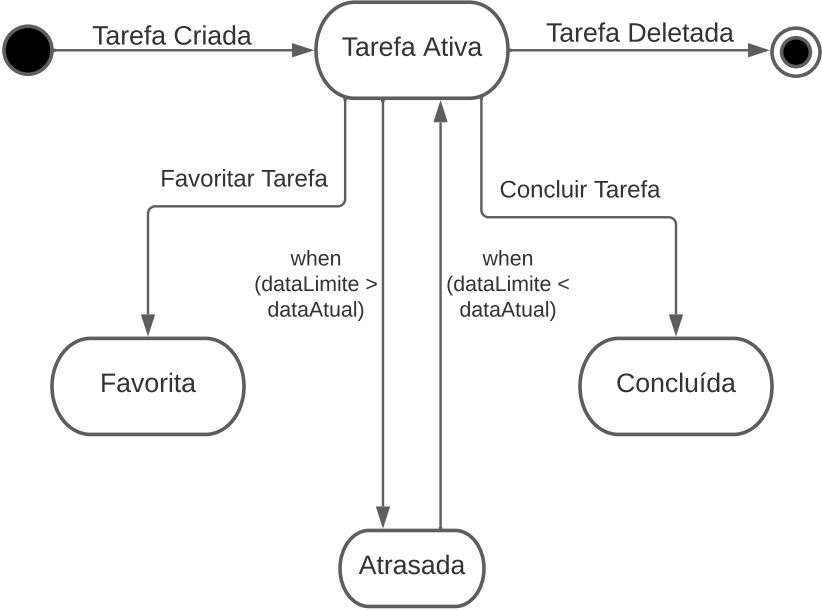 Tarefa Criada
Tarefa Ativa
Tarefa Deletada
Favoritar Tarefa
Concluir Tarefa
when
(dataLimite >
dataAtual)
when
(dataLimite <
dataAtual)
Favorita
Concluída
Atrasada